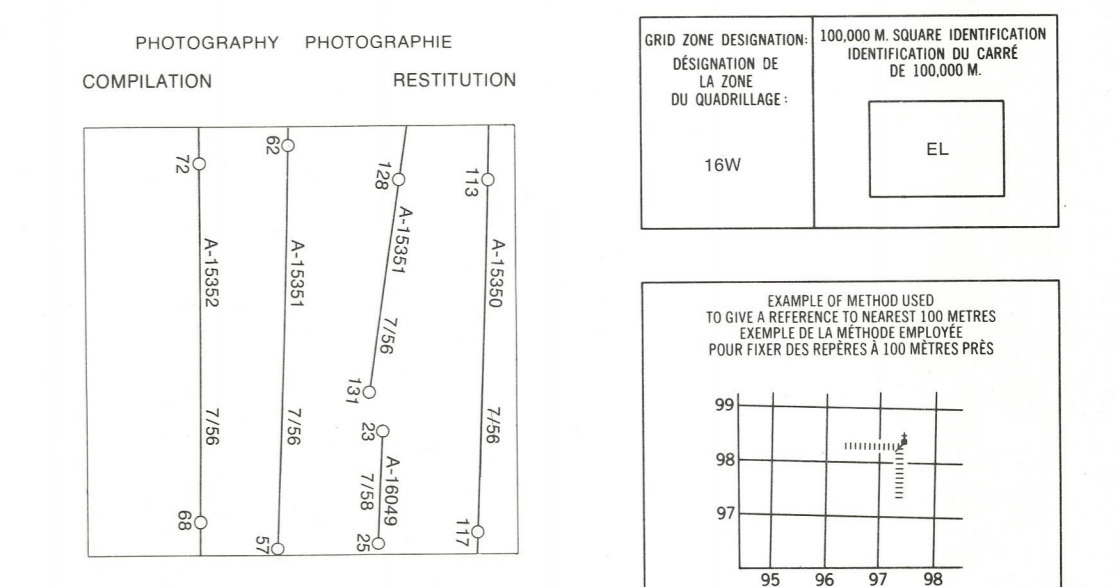 PHOTOGRAPHY PHOTOGRAPHIE
COMPILATION RESTITUTION
72
A-15352
7/56
68
62
A-15351
7/56
57
128
A-15351
7/56
131
23
A-16049
7/58
25
113
A-15350
7/56
117
GRID ZONE DESIGNATION:
DÉSIGNATION DE
LA ZONE
DU QUADRILLAGE :
16W
100,000 M. SQUARE IDENTIFICATION
IDENTIFICATION DU CARRÉ
DE 100,000 M.
EL
EXAMPLE OF METHOD USED
TO GIVE A REFERENCE TO NEAREST 100 METRES
EXEMPLE DE LA MÉTHODE EMPLOYÉE
POUR FIXER DES REPÈRES À 100 MÈTRES PRÈS
99
98
97
95 96 97 98